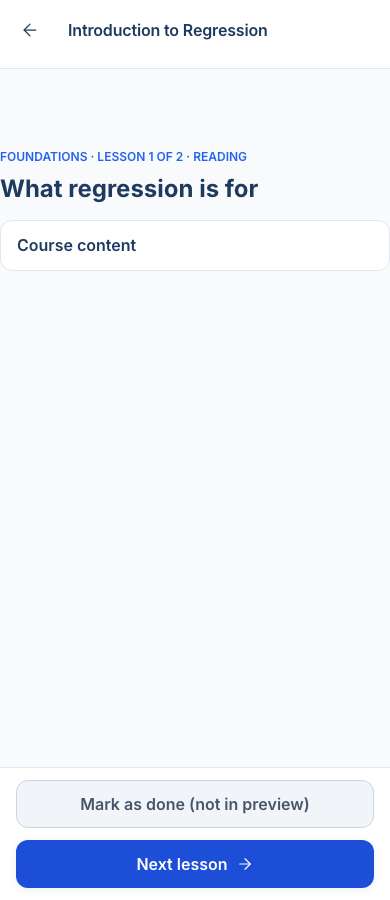 Introduction to Regression
FOUNDATIONS · LESSON 1 OF 2 · READING
What regression is for
Course content
Mark as done (not in preview)
Next lesson